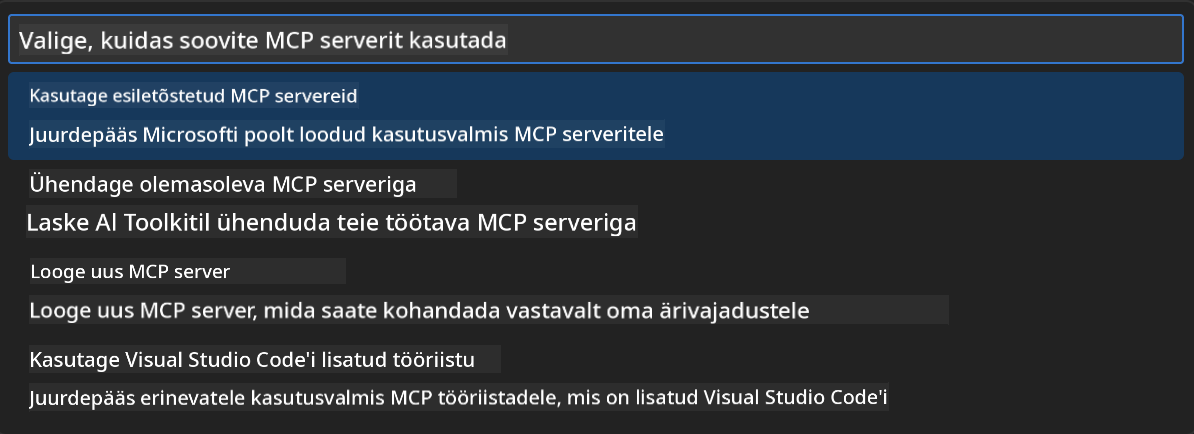 Valige, kuidas soovite MCP serverit kasutada
Kasutage esiletõstetud MCP servereid
Juurdepääs Microsofti poolt loodud kasutusvalmis MCP serveritele
Ühendage olemasoleva MCP serveriga
Laske Al Toolkitil ühenduda teie töötava MCP serveriga
Looge uus MCP server
Looge uus MCP server, mida saate kohandada vastavalt oma ärivajadustele
Kasutage Visual Studio Code'i lisatud tööriistu
Juurdepääs erinevatele kasutusvalmis MCP tööriistadele, mis on lisatud Visual Studio Code'i